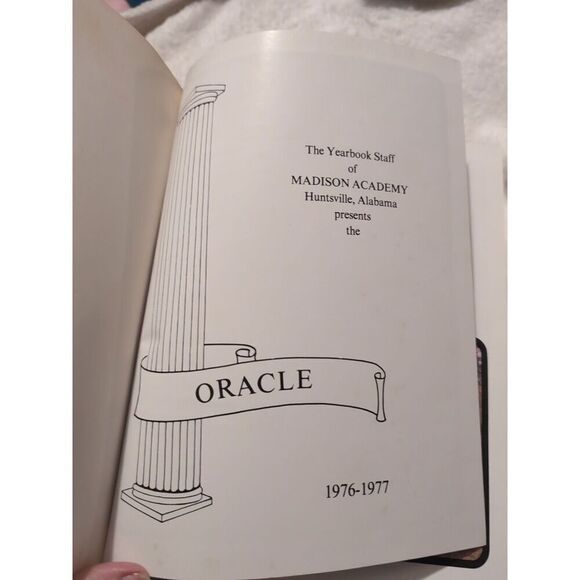 The Yearbook Staff
of
MADISON ACADEMY
Huntsville, Alabama
presents
the
ORACLE
1976-1977